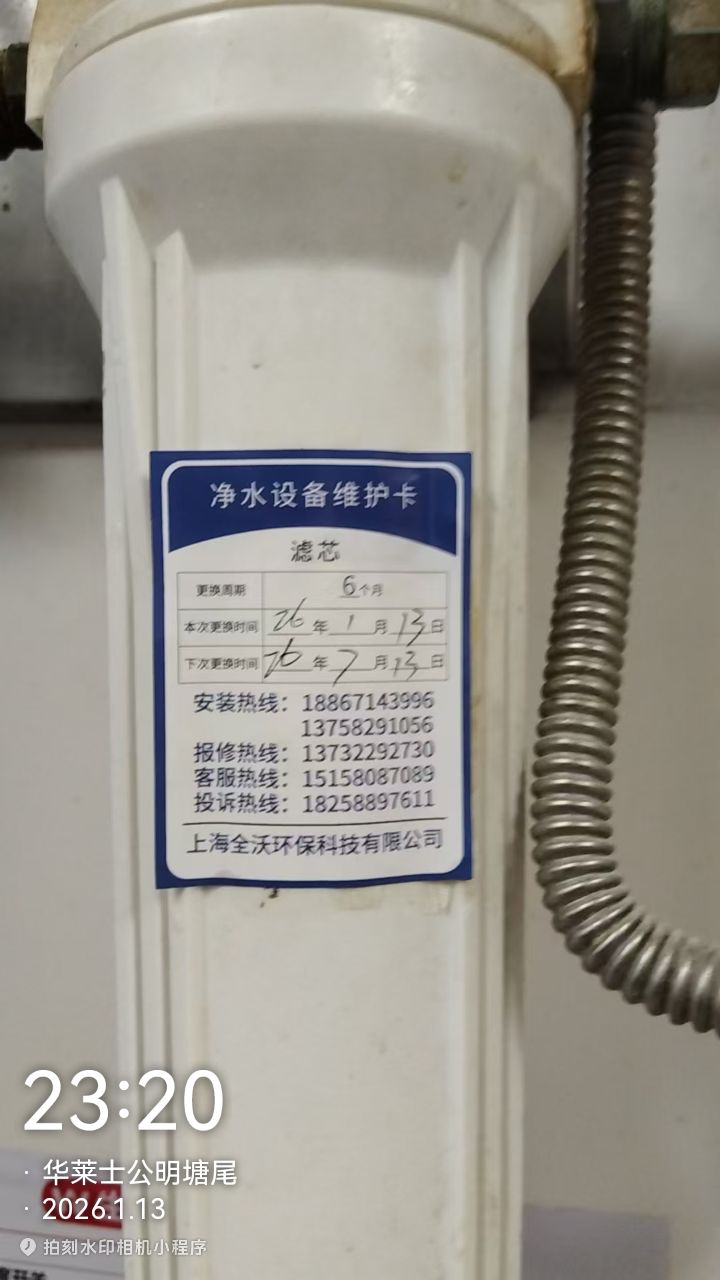 净水设备维护卡
滤芯
更换周期 6个月
本次更换时间 26年1月13日
下次更换时间 26年7月13日
安装热线：18867143996
13758291056
报修热线：13732292730
客服热线：15158087089
投诉热线：18258897611
上海全沃环保科技有限公司
23:20
· 华莱士公明塘尾
· 2026.1.13
拍刻水印相机小程序